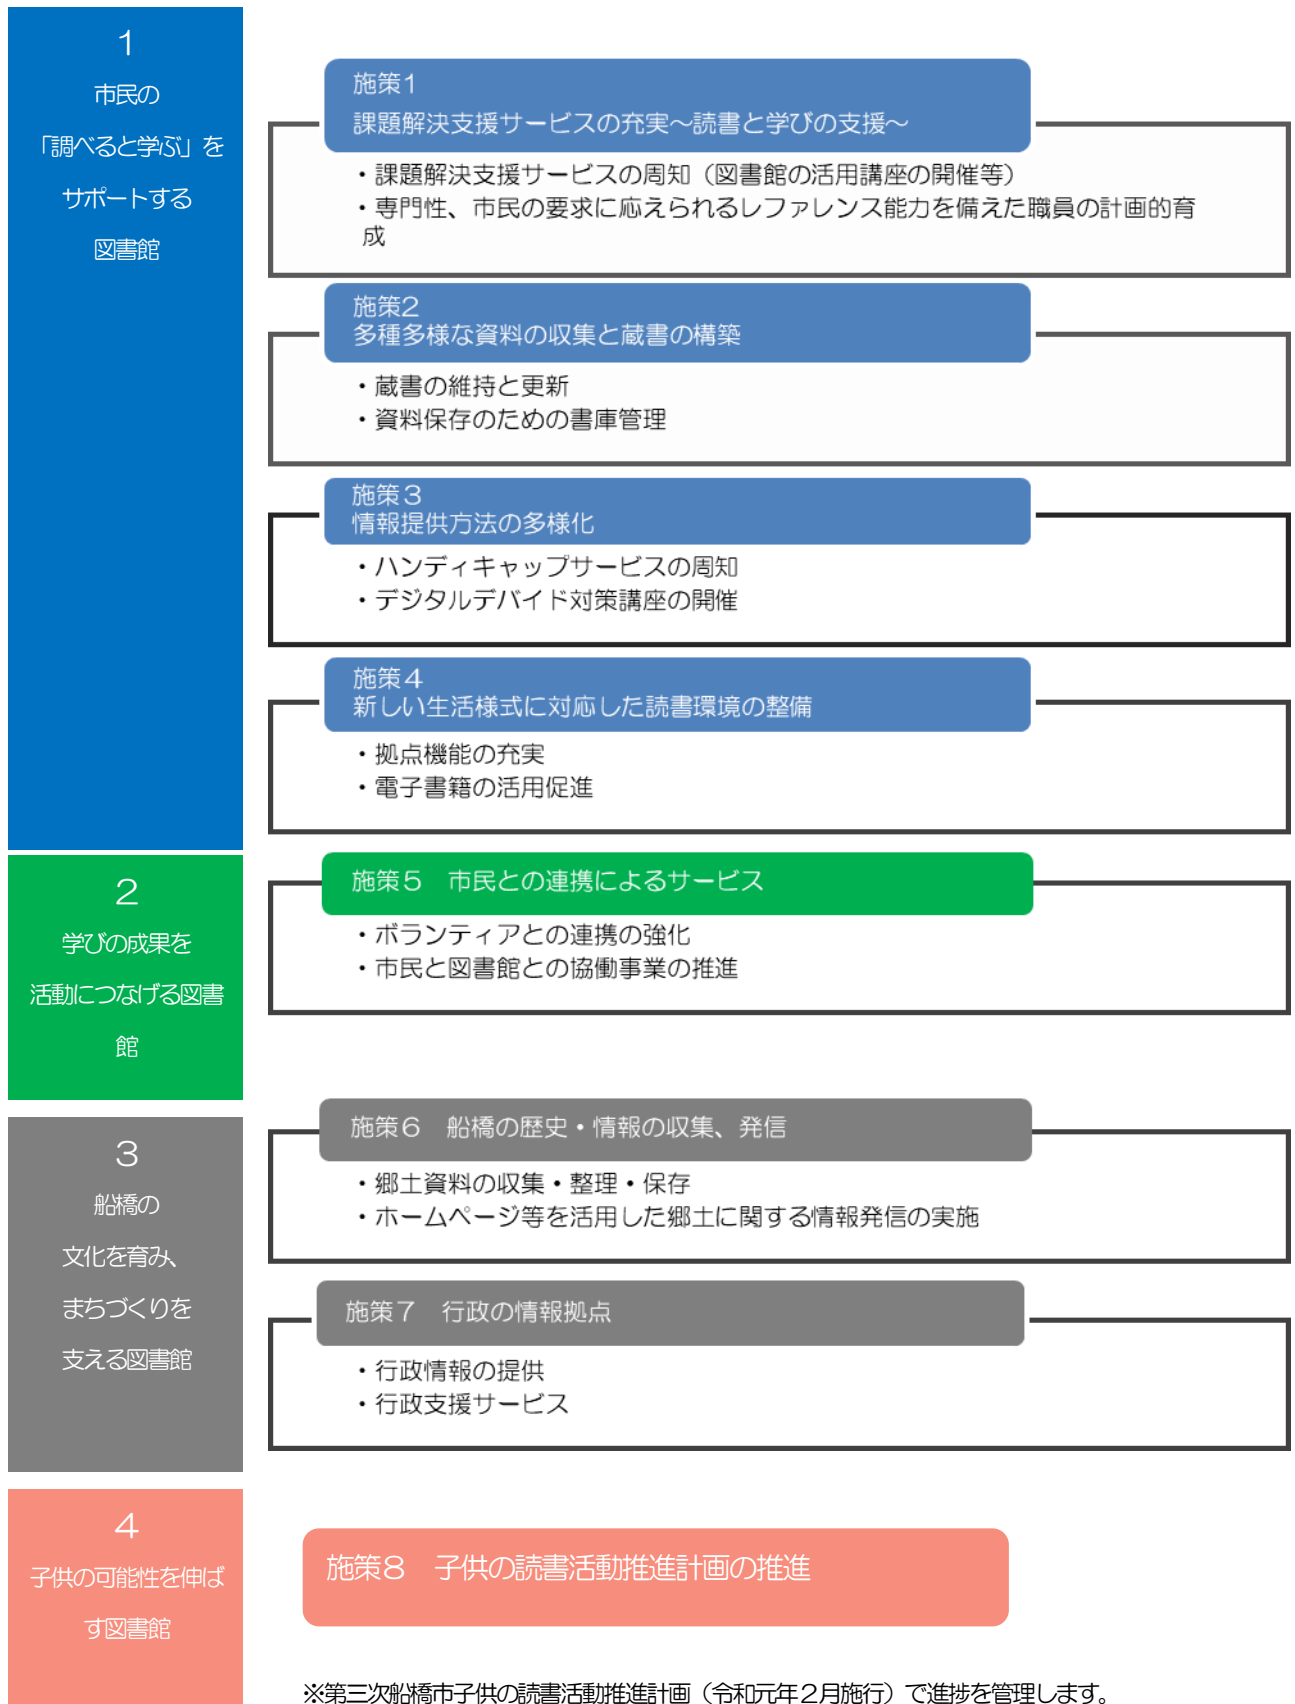 1
市民の
「調べると学ぶ」を
サポートする
図書館
施策1
課題解決支援サービスの充実～読書と学びの支援～
・課題解決支援サービスの周知（図書館の活用講座の開催等）
・専門性、市民の要求に応えられるレファレンス能力を備えた職員の計画的育
成
施策2
多種多様な資料の収集と蔵書の構築
・蔵書の維持と更新
・資料保存のための書庫管理
施策３
情報提供方法の多様化
・ハンディキャップサービスの周知
・デジタルデバイド対策講座の開催
施策４
新しい生活様式に対応した読書環境の整備
・拠点機能の充実
・電子書籍の活用促進
2
学びの成果を
活動につなげる図書
館
施策５　市民との連携によるサービス
・ボランティアとの連携の強化
・市民と図書館との協働事業の推進
3
船橋の
文化を育み、
まちづくりを
支える図書館
施策６　船橋の歴史・情報の収集、発信
・郷土資料の収集・整理・保存
・ホームページ等を活用した郷土に関する情報発信の実施
施策７　行政の情報拠点
・行政情報の提供
・行政支援サービス
4
子供の可能性を伸ば
す図書館
施策８　子供の読書活動推進計画の推進
※第三次船橋市子供の読書活動推進計画（令和元年２月施行）で進捗を管理します。